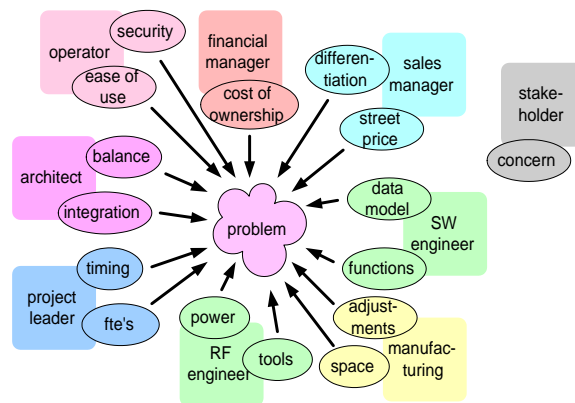 security
operator
ease of
use
financial
manager
cost of
ownership
differen-
tiation
sales
manager
street
price
stake-
holder
concern
balance
architect
integration
problem
data
model
SW
engineer
functions
timing
project
leader
fte's
power
RF
engineer
tools
adjust-
ments
space
manufac-
turing